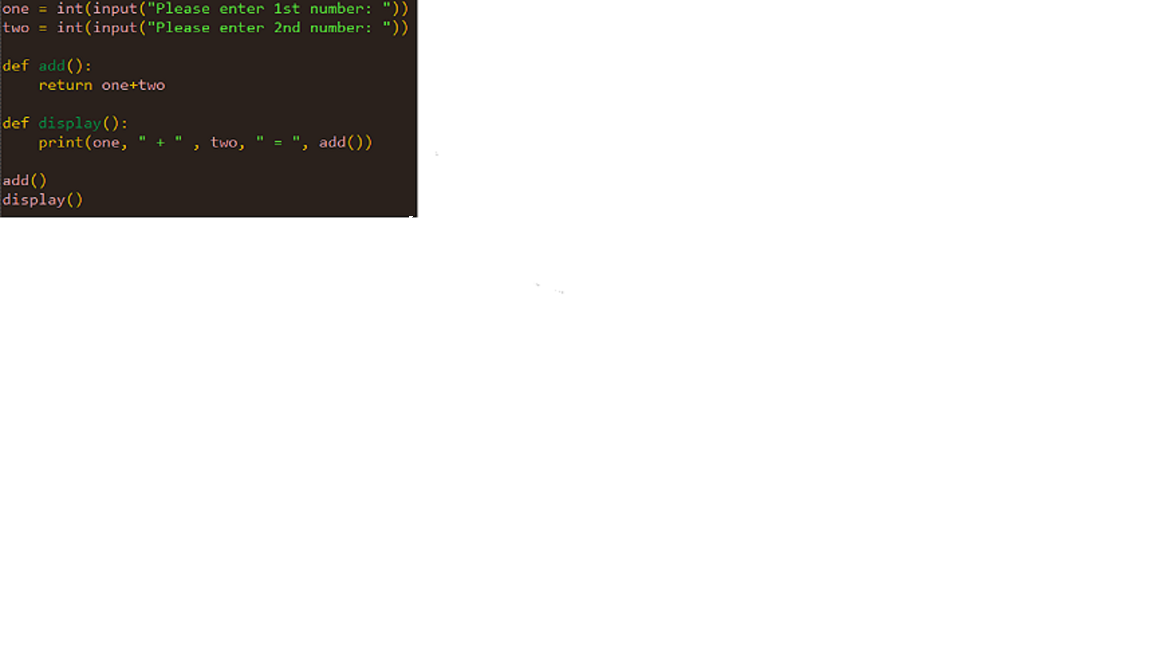 one = int(input("Please enter 1st number: "))
two = int(input("Please enter 2nd number: "))
def add():
    return one+two
def display():
    print(one, " + " , two, " = ", add())
add()
display()